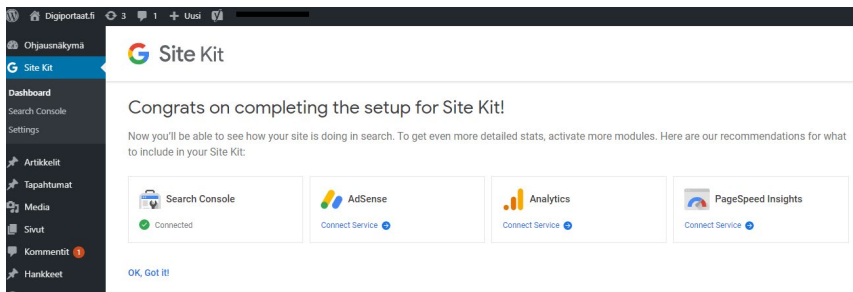 Digiportaat.fi 3 1 + Uusi
Ohjausnäkymä
Site Kit
Dashboard
Search Console
Settings
Artikkelit
Tapahtumat
Media
Sivut
Kommentit 1
Hankkeet
Site Kit
Congrats on completing the setup for Site Kit!
Now you'll be able to see how your site is doing in search. To get even more detailed stats, activate more modules. Here are our recommendations for what
to include in your Site Kit:
Search Console
Connected
AdSense
Connect Service
Analytics
Connect Service
PageSpeed Insights
Connect Service
OK, Got it!